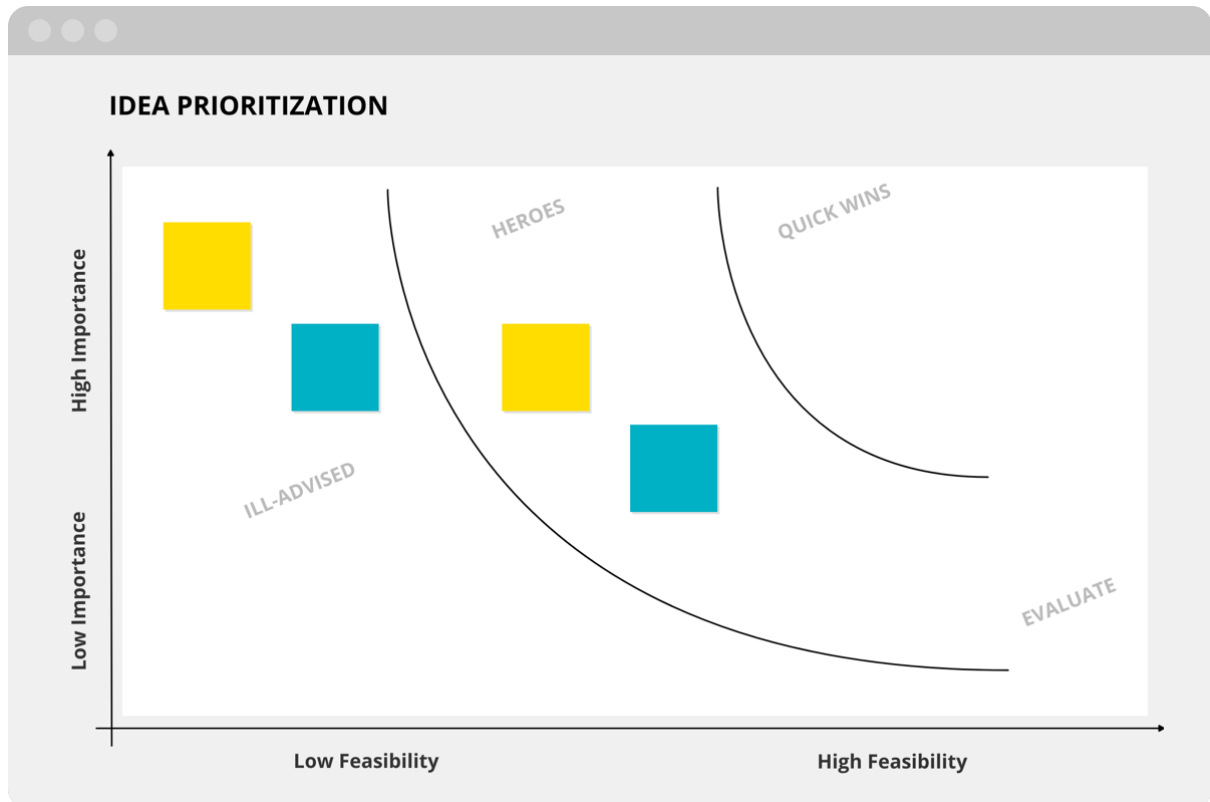 IDEA PRIORITIZATION
HEROES
QUICK WINS
High Importance
ILL-ADVISED
Low Importance
EVALUATE
Low Feasibility
High Feasibility